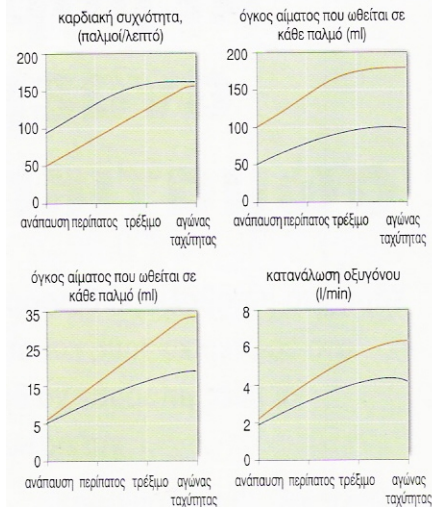 καρδιακή συχνότητα,
(παλμοί/λεπτό)
200
150
100
50
0
ανάπαυση περίπατος τρέξιμο αγώνας
ταχύτητας
όγκος αίματος που ωθείται σε
κάθε παλμό (ml)
200
150
100
50
0
ανάπαυση περίπατος τρέξιμο αγώνας
ταχύτητας
όγκος αίματος που ωθείται σε
κάθε παλμό (ml)
35
25
15
5
0
ανάπαυση περίπατος τρέξιμο αγώνας
ταχύτητας
κατανάλωση οξυγόνου
(l/min)
8
6
4
2
0
ανάπαυση περίπατος τρέξιμο αγώνας
ταχύτητας